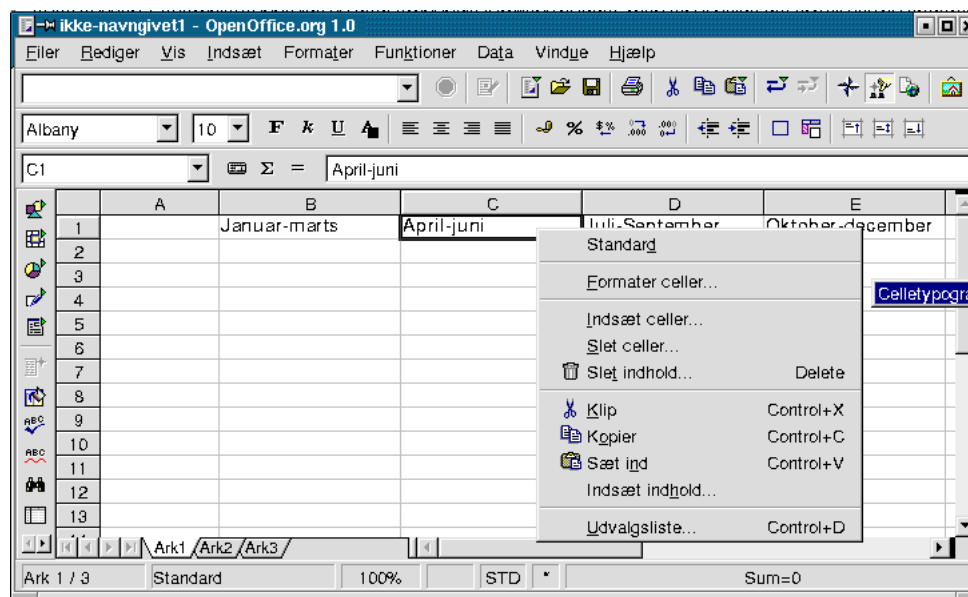 ikke-navngivet1 - OpenOffice.org 1.0
Filer Rediger Vis Indsæt Formater Funktioner Data Vindue Hjælp
Albany 10 F k U A %
C1 Σ = April-juni
A B C D E
1 Januar-marts April-juni Juli-September Oktober-december
2
3
4
5
6
7
8
9
10
11
12
13
Standard
Formater celler...
Celletypogra
Indsæt celler...
Slet celler...
Slet indhold... Delete
Klip Control+X
Kopier Control+C
Sæt ind Control+V
Indsæt indhold...
Udvalgsliste... Control+D
ABC
ABC
Ark1 Ark2 Ark3
Ark 1 / 3 Standard 100% STD * Sum=0